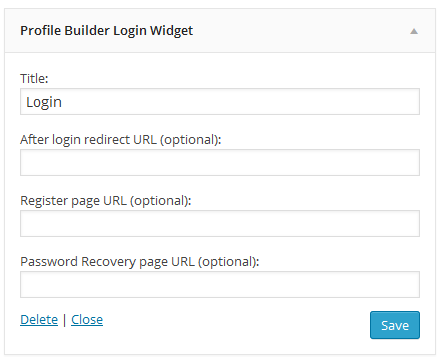 Profile Builder Login Widget
Title:
Login
After login redirect URL (optional):
Register page URL (optional):
Password Recovery page URL (optional):
Delete | Close
Save